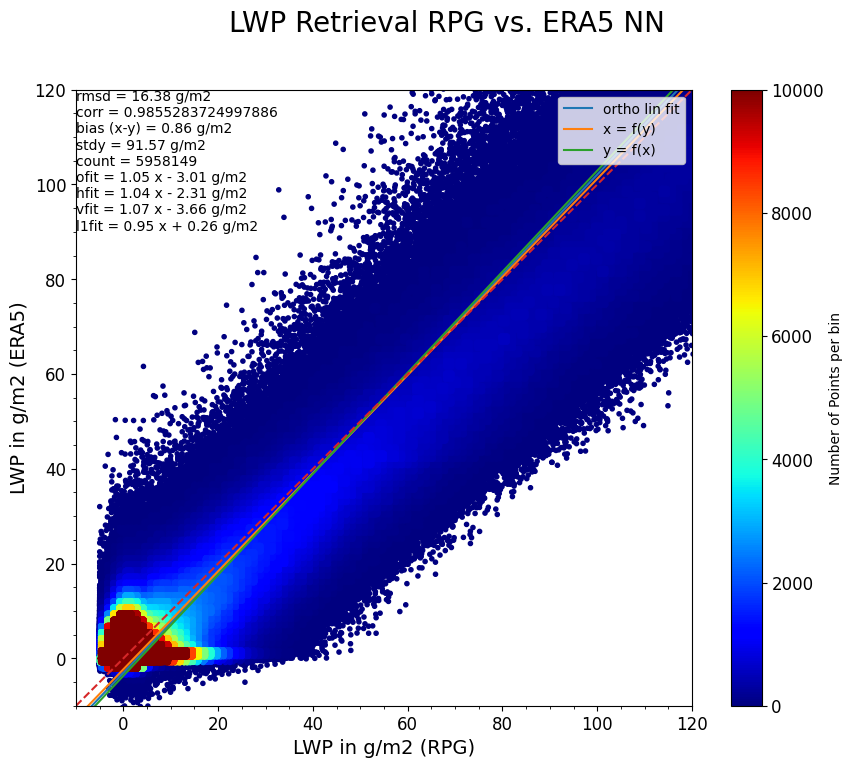 LWP Retrieval RPG vs. ERA5 NN
rmsd = 16.38 g/m2
corr = 0.9855283724997886
bias (x-y) = 0.86 g/m2
stdy = 91.57 g/m2
count = 5958149
ofit = 1.05 x - 3.01 g/m2
hfit = 1.04 x - 2.31 g/m2
vfit = 1.07 x - 3.66 g/m2
l1fit = 0.95 x + 0.26 g/m2
ortho lin fit
x = f(y)
y = f(x)
120
100
80
60
40
20
0
LWP in g/m2 (ERA5)
0 20 40 60 80 100 120
LWP in g/m2 (RPG)
10000
8000
6000
4000
2000
0
Number of Points per bin